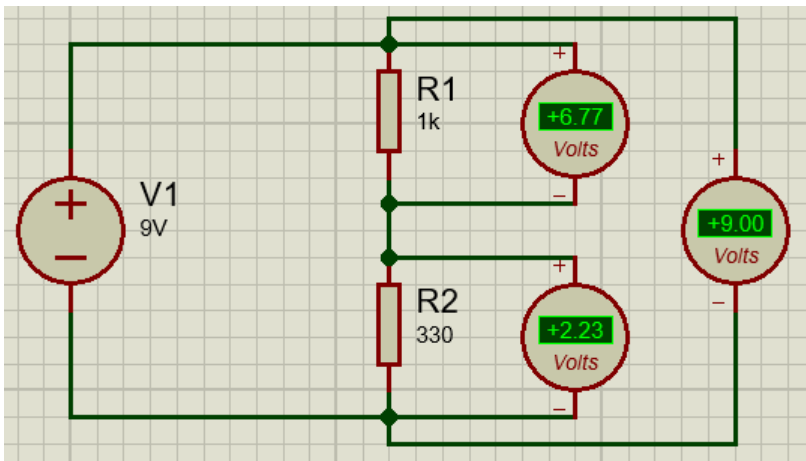 R1
1k
+6.77
Volts
V1
9V
+9.00
Volts
R2
330
+2.23
Volts